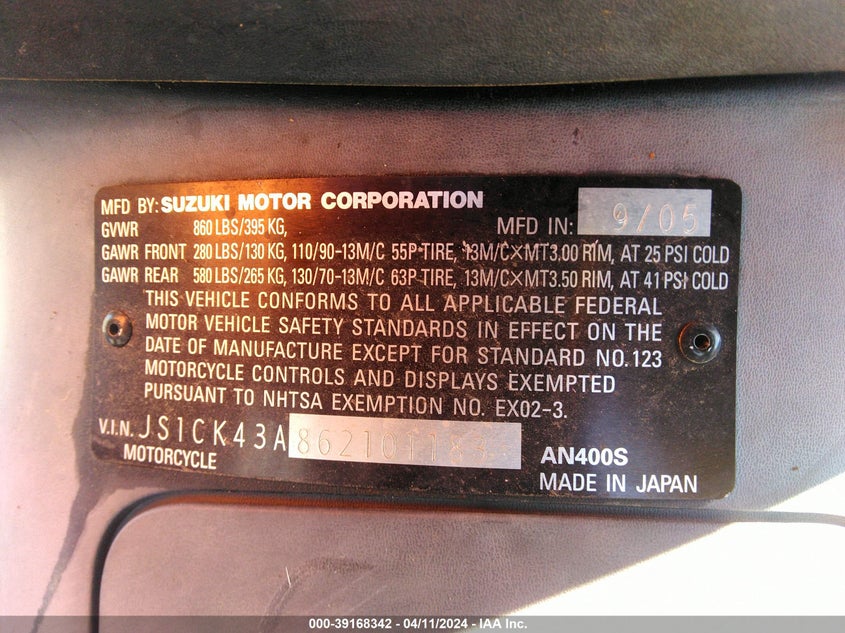 MFD BY: SUZUKI MOTOR CORPORATION
GVWR 860 LBS/395 KG, MFD IN: 9/05
GAWR FRONT 280 LBS/130 KG, 110/90-13M/C 55P TIRE, 13M/C×MT3.00 RIM, AT 25 PSI COLD
GAWR REAR 580 LBS/265 KG, 130/70-13M/C 63P TIRE, 13M/C×MT3.50 RIM, AT 41 PSI COLD
THIS VEHICLE CONFORMS TO ALL APPLICABLE FEDERAL
MOTOR VEHICLE SAFETY STANDARDS IN EFFECT ON THE
DATE OF MANUFACTURE EXCEPT FOR STANDARD NO. 123
MOTORCYCLE CONTROLS AND DISPLAYS EXEMPTED
PURSUANT TO NHTSA EXEMPTION NO. EX02-3.
V.I.N. JS1CK43A862101183
MOTORCYCLE AN400S
MADE IN JAPAN
000-39168342 - 04/11/2024 - IAA Inc.